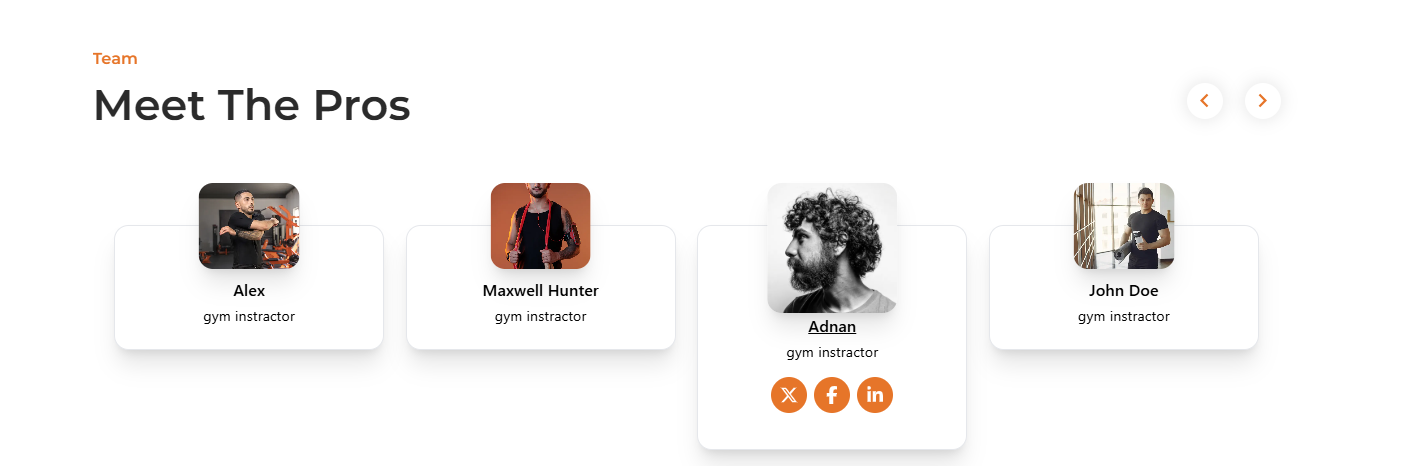 Team
Meet The Pros
Alex
gym instractor
Maxwell Hunter
gym instractor
Adnan
gym instractor
John Doe
gym instractor